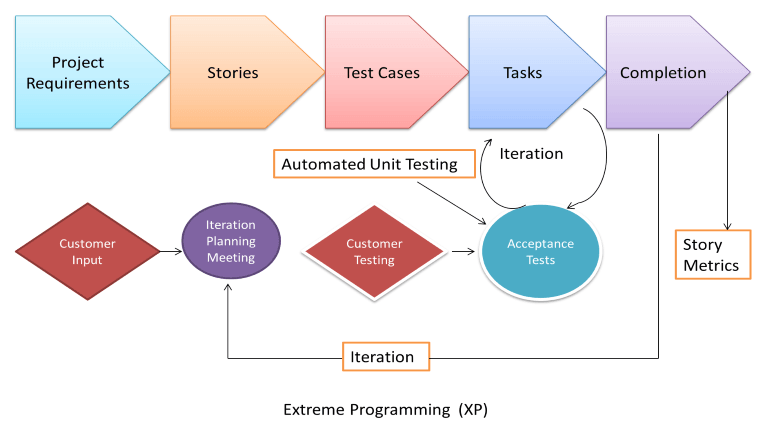 Project
Requirements
Stories
Test Cases
Tasks
Completion
Automated Unit Testing
Iteration
Customer
Input
Iteration
Planning
Meeting
Customer
Testing
Acceptance
Tests
Story
Metrics
Iteration
Extreme Programming (XP)